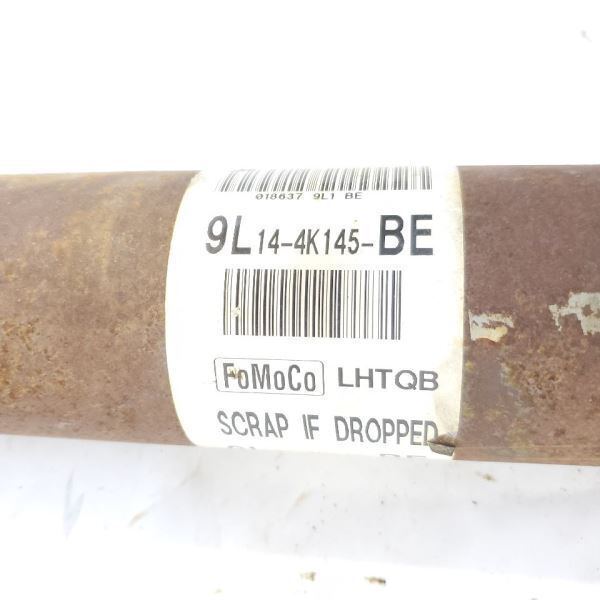 018637 9L1 BE
9L14-4K145-BE
FoMoCo LHTQB
SCRAP IF DROPPED